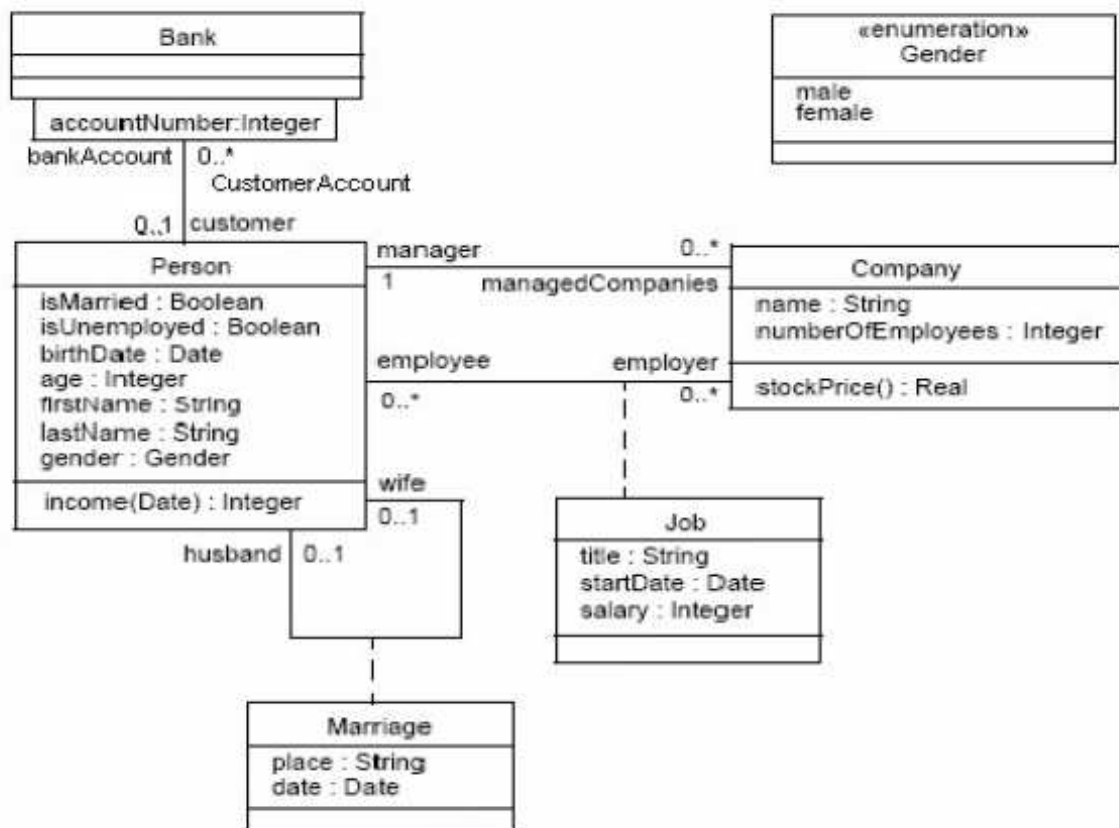 Bank
accountNumber:Integer
bankAccount 0..*
CustomerAccount
0..1 customer
«enumeration»
Gender
male
female
Person
isMarried : Boolean
isUnemployed : Boolean
birthDate : Date
age : Integer
firstName : String
lastName : String
gender : Gender
income(Date) : Integer
manager 0..*
1 managedCompanies
employee employer
0..* 0..*
Company
name : String
numberOfEmployees : Integer
stockPrice() : Real
wife
0..1
husband 0..1
Job
title : String
startDate : Date
salary : Integer
Marriage
place : String
date : Date